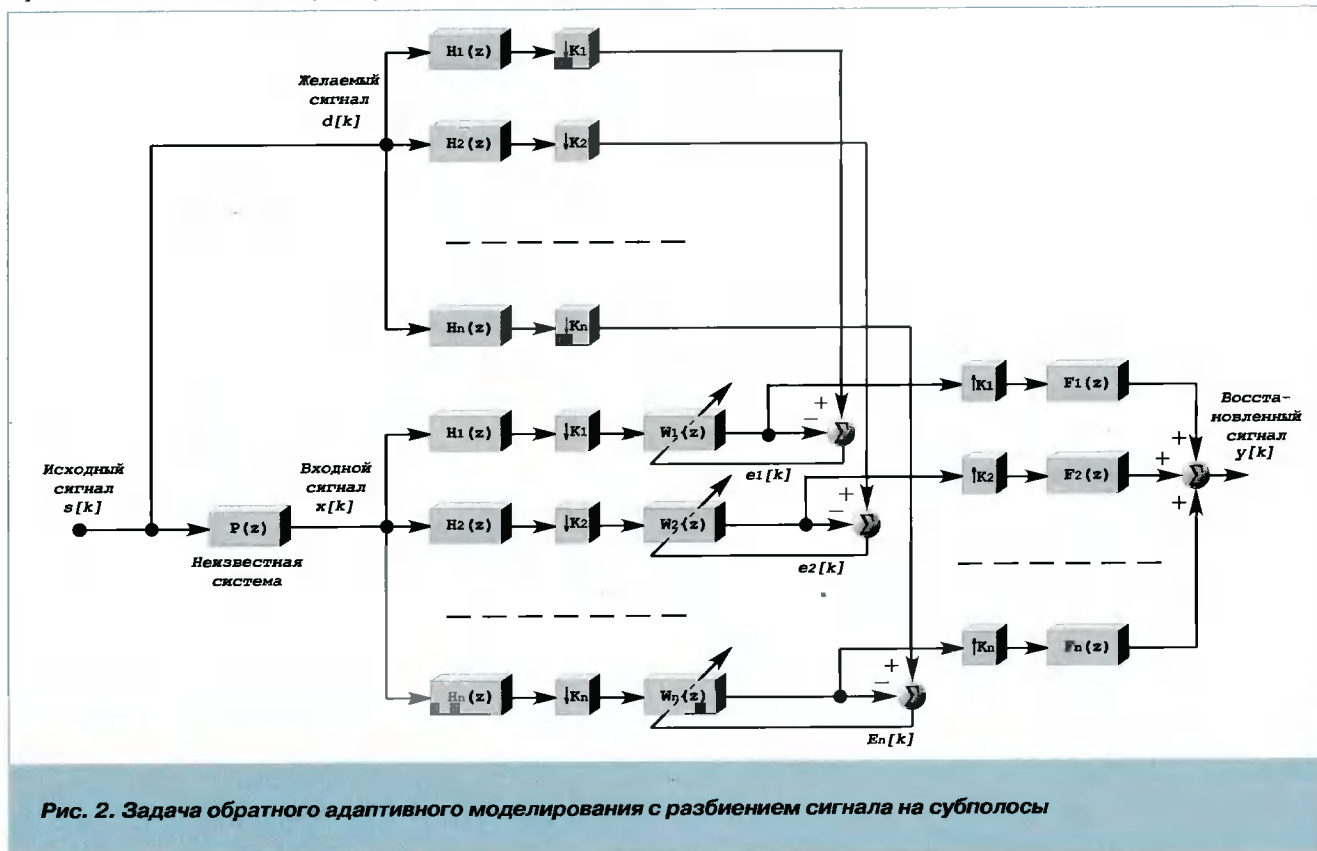 H1(z)
↓K1
Желаемый
сигнал
d[k]
H2(z)
↓K2
Hn(z)
↓Kn
↑K1
F1(z)
Восста-
новленный
сигнал
y[k]
+
+
+
H1(z)
↓K1
W1(z)
+
−
Σ
e1[k]
Исходный
сигнал
s[k]
Входной
сигнал
x[k]
↑K2
F2(z)
Σ
P(z)
H2(z)
↓K2
W2(z)
+
−
Σ
e2[k]
Неизвестная
система
↑Kn
Fn(z)
Hn(z)
↓Kn
Wn(z)
+
−
Σ
En[k]
Рис. 2. Задача обратного адаптивного моделирования с разбиением сигнала на субполосы